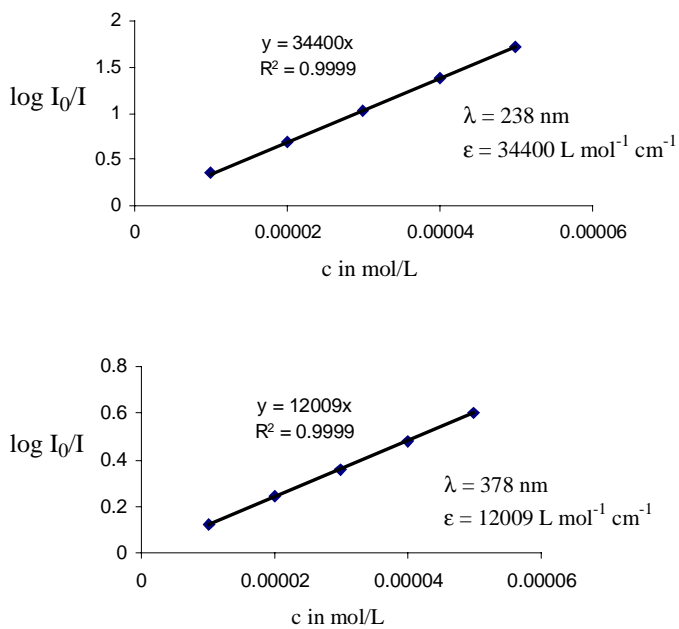 2
y = 34400x
R² = 0.9999
1.5
log I₀/I
1
λ = 238 nm
ε = 34400 L mol⁻¹ cm⁻¹
0.5
0
0 0.00002 0.00004 0.00006
c in mol/L
0.8
y = 12009x
R² = 0.9999
0.6
log I₀/I
0.4
λ = 378 nm
ε = 12009 L mol⁻¹ cm⁻¹
0.2
0
0 0.00002 0.00004 0.00006
c in mol/L